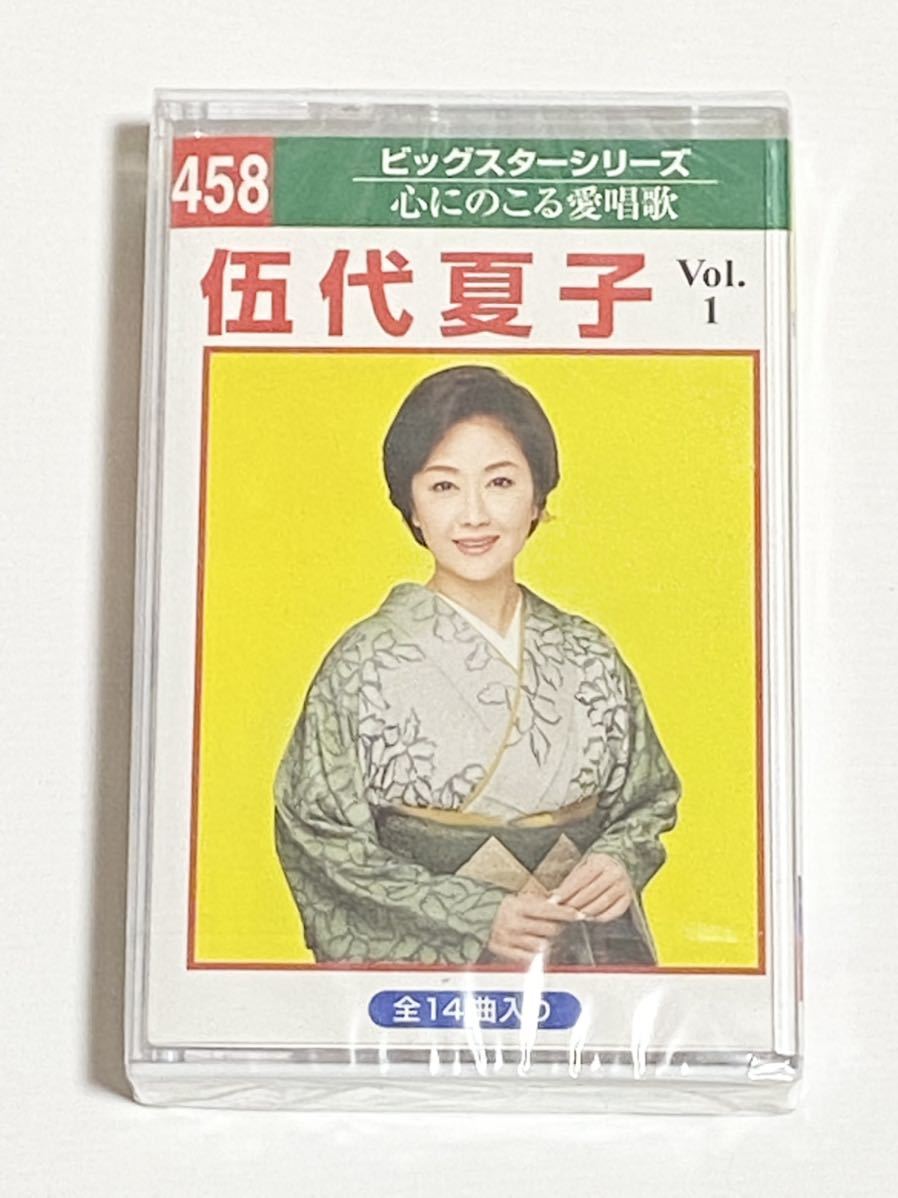 458
ビッグスターシリーズ
心にのこる愛唱歌
伍代夏子
Vol.
1
全14曲入り